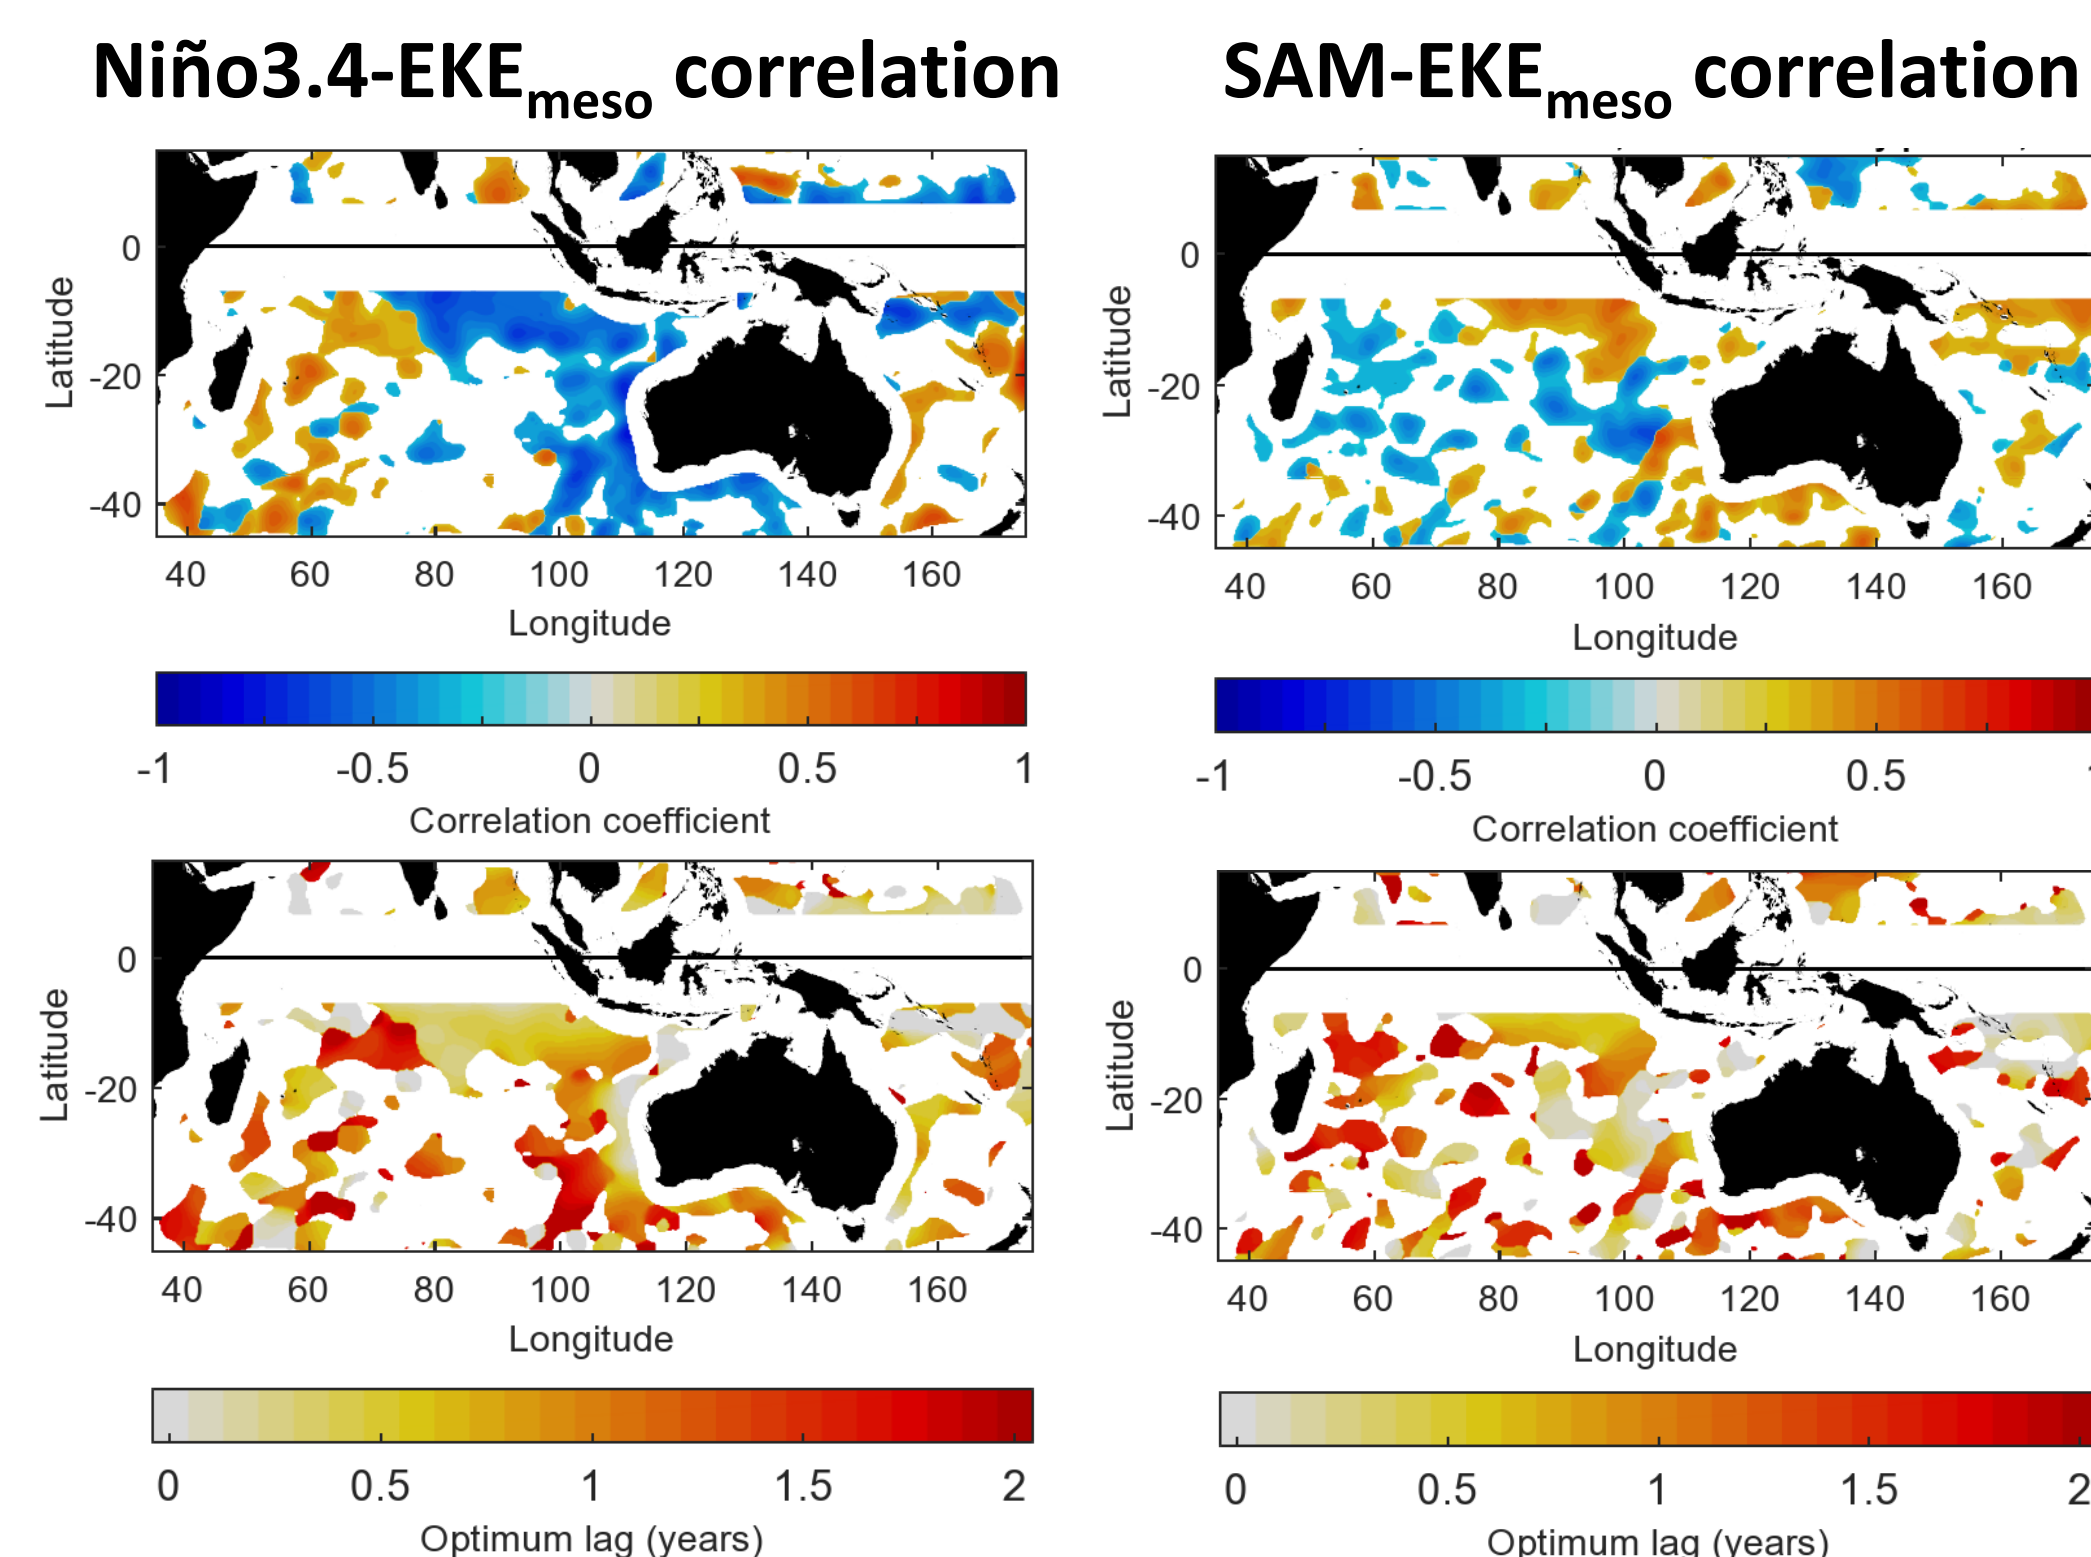 Niño3.4-EKEmeso correlation
SAM-EKEmeso correlation
Latitude
0
-20
-40
40 60 80 100 120 140 160
Longitude
-1 -0.5 0 0.5 1
Correlation coefficient
Latitude
0
-20
-40
40 60 80 100 120 140 160
Longitude
-1 -0.5 0 0.5
Correlation coefficient
Latitude
0
-20
-40
40 60 80 100 120 140 160
Longitude
0 0.5 1 1.5 2
Optimum lag (years)
Latitude
0
-20
-40
40 60 80 100 120 140 160
Longitude
0 0.5 1 1.5 2
Optimum lag (years)